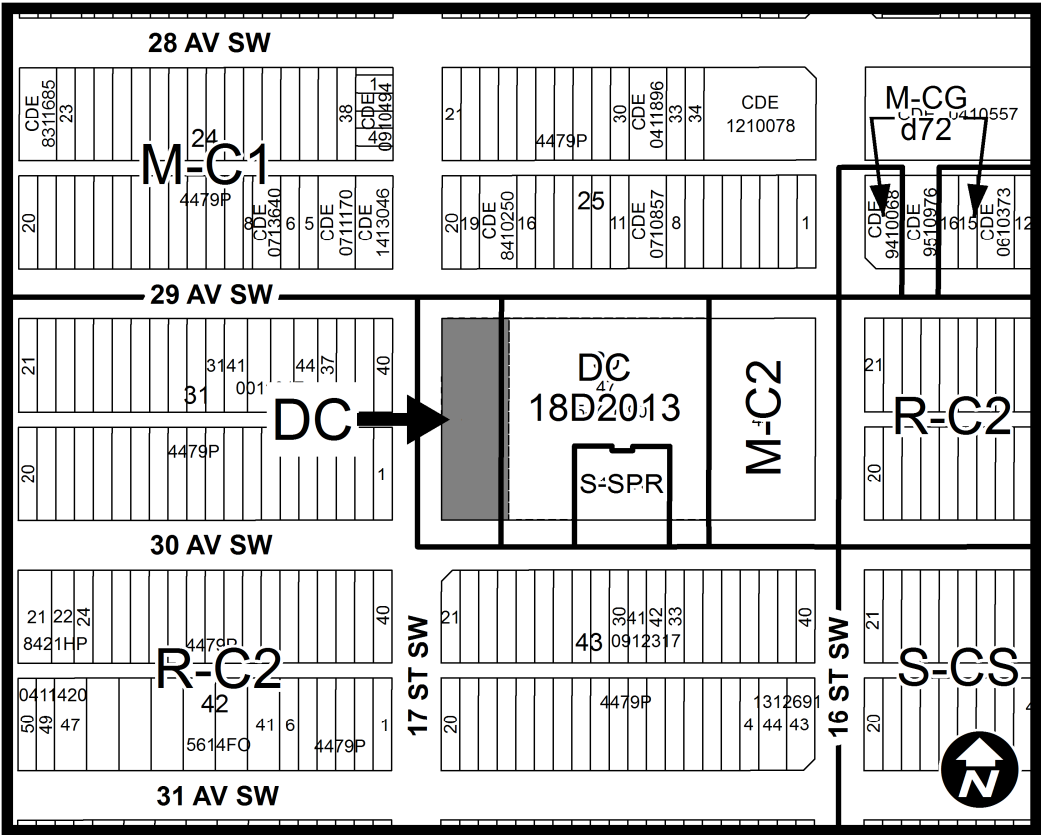 28 AV SW
CDE
8311685
23
24
38
1
CDE
0910494
4
21
4479P
30
CDE
0411896
33
34
CDE
1210078
M-CG
d72
0410557
M-C1
20
4479P
8
CDE
0713640
6
5
CDE
0711170
CDE
1413046
20
19
CDE
8410250
16
25
11
CDE
0710857
8
1
CDE
9410068
CDE
9510976
16
15
CDE
0610373
12
29 AV SW
21
31
3141
44
37
40
DC
20
4479P
1
DC
18D2013
S-SPR
M-C2
21
R-C2
20
30 AV SW
21
22
24
8421HP
4479P
40
R-C2
0411420
50
49
47
42
5614FO
41
6
4479P
1
17 ST SW
21
43
30
41
42
33
0912317
40
20
4479P
1312691
4
44
43
16 ST SW
21
S-CS
20
31 AV SW
N